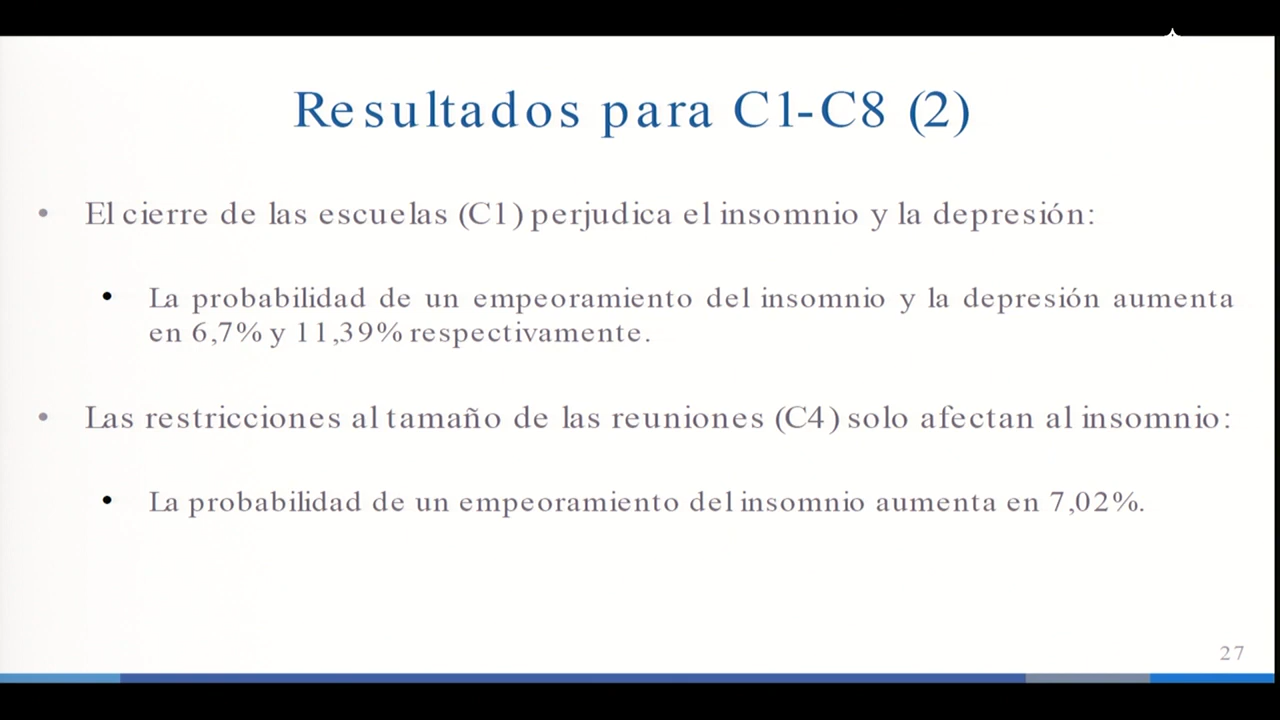 Resultados para C1-C8 (2)
• El cierre de las escuelas (C1) perjudica el insomnio y la depresión:
• La probabilidad de un empeoramiento del insomnio y la depresión aumenta
en 6,7% y 11,39% respectivamente.
• Las restricciones al tamaño de las reuniones (C4) solo afectan al insomnio:
• La probabilidad de un empeoramiento del insomnio aumenta en 7,02%.
27